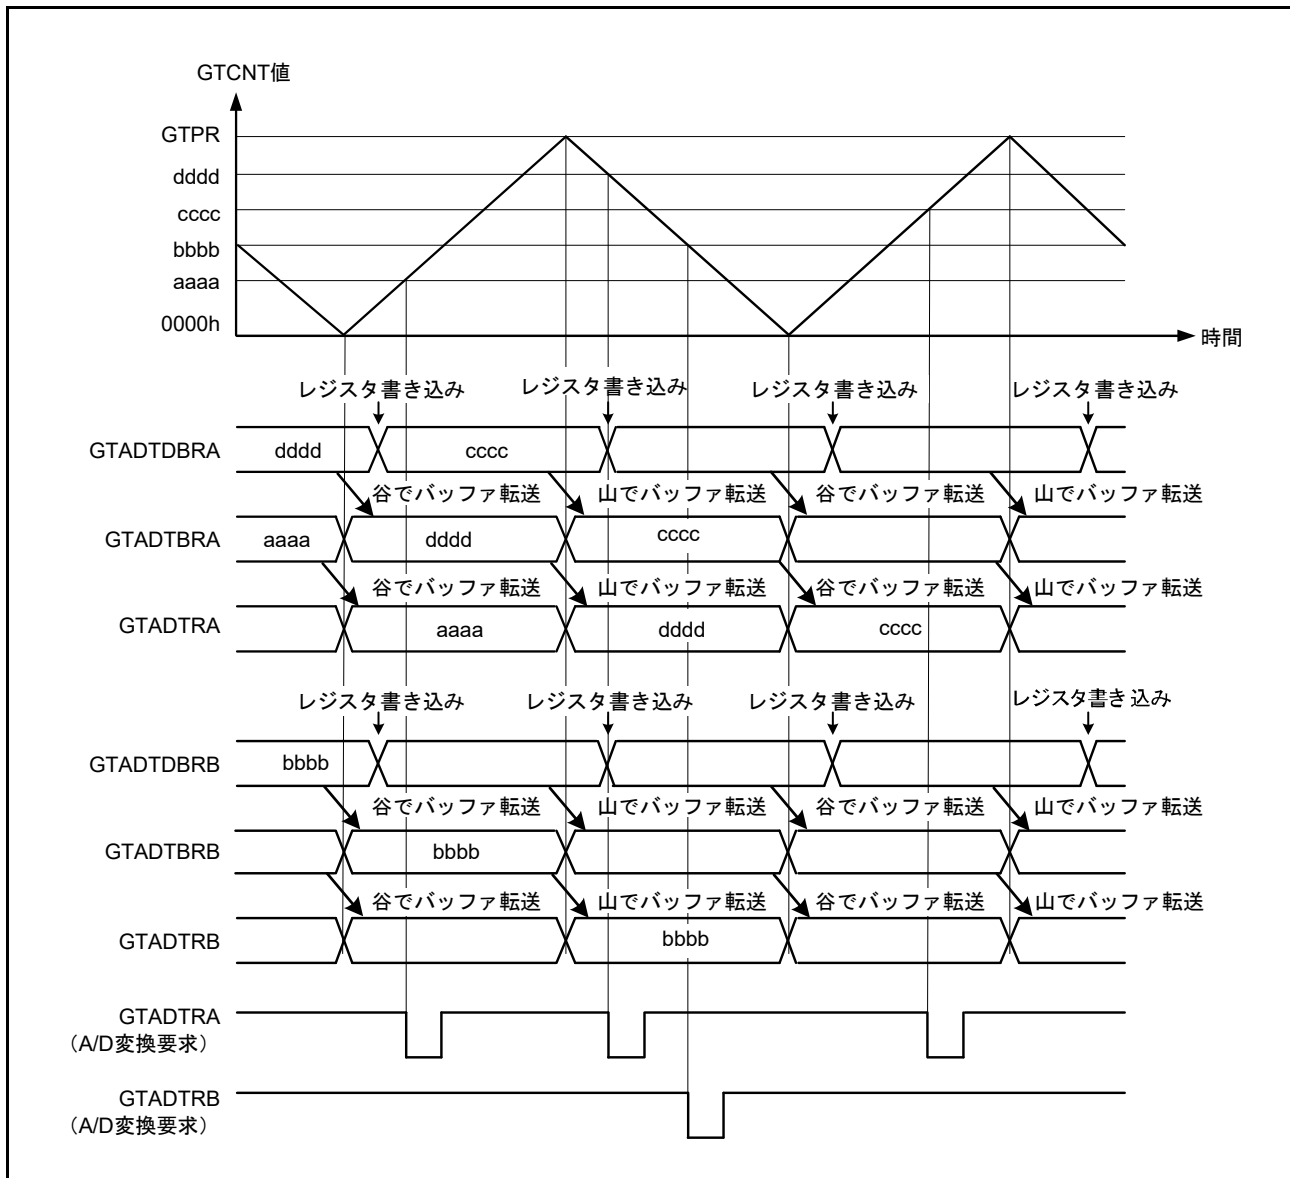 GTCNT値
GTPR
dddd
cccc
bbbb
aaaa
0000h
時間
レジスタ書き込み レジスタ書き込み レジスタ書き込み レジスタ書き込み
GTADTDBRA dddd cccc
谷でバッファ転送 山でバッファ転送 谷でバッファ転送 山でバッファ転送
GTADTBRA aaaa dddd cccc
谷でバッファ転送 山でバッファ転送 谷でバッファ転送 山でバッファ転送
GTADTRA aaaa dddd cccc
レジスタ書き込み レジスタ書き込み レジスタ書き込み レジスタ書き込み
GTADTDBRB bbbb
谷でバッファ転送 山でバッファ転送 谷でバッファ転送 山でバッファ転送
GTADTBRB bbbb
谷でバッファ転送 山でバッファ転送 谷でバッファ転送 山でバッファ転送
GTADTRB bbbb
GTADTRA
（A/D変換要求）
GTADTRB
（A/D変換要求）